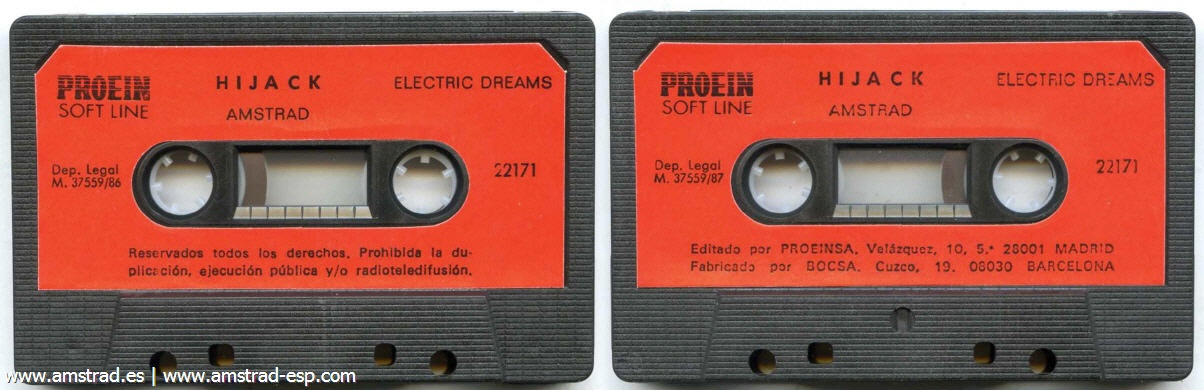 PROEIN
SOFT LINE
HIJACK
AMSTRAD
ELECTRIC DREAMS
Dep. Legal
M. 37559/86
22171
Reservados todos los derechos. Prohibida la du-
plicación, ejecución pública y/o radioteledifusión.
PROEIN
SOFT LINE
HIJACK
AMSTRAD
ELECTRIC DREAMS
Dep. Legal
M. 37559/87
22171
Editado por PROEINSA. Velázquez, 10, 5.ª 28001 MADRID
Fabricado por BOCSA. Cuzco, 19. 08030 BARCELONA
www.amstrad.es | www.amstrad-esp.com